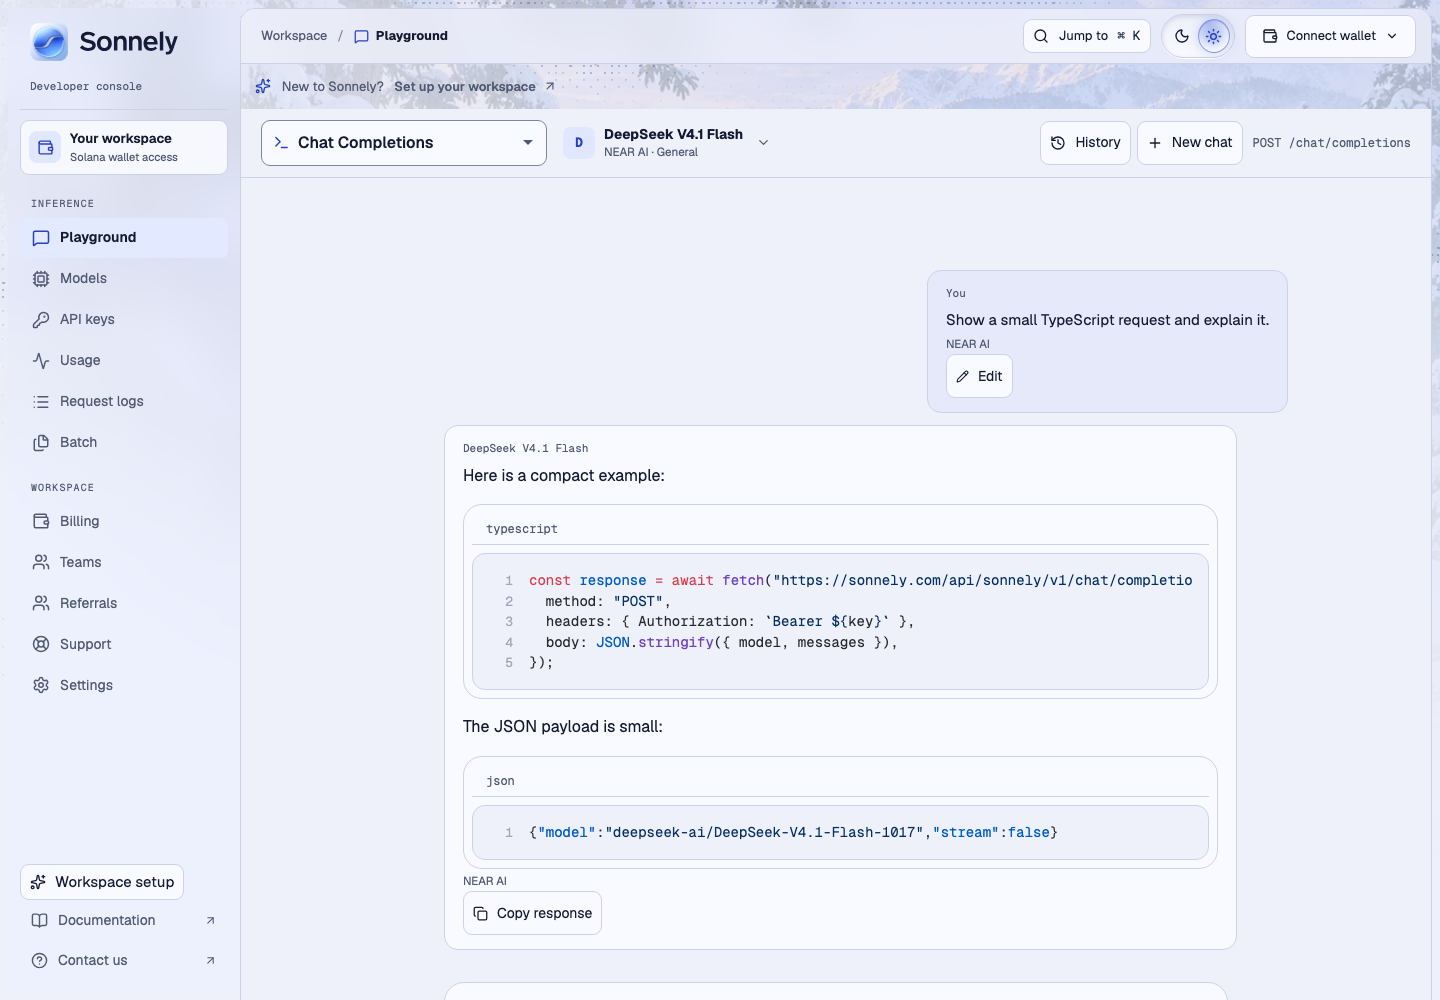 Sonnely
Developer console
Your workspace
Solana wallet access
INFERENCE
Playground
Models
API keys
Usage
Request logs
Batch
WORKSPACE
Billing
Teams
Referrals
Support
Settings
Workspace setup
Documentation
Contact us
Workspace / Playground
Jump to ⌘ K
Connect wallet
New to Sonnely? Set up your workspace
Chat Completions
D
DeepSeek V4.1 Flash
NEAR AI · General
History
New chat
POST /chat/completions
You
Show a small TypeScript request and explain it.
NEAR AI
Edit
DeepSeek V4.1 Flash
Here is a compact example:
typescript
1 const response = await fetch("https://sonnely.com/api/sonnely/v1/chat/completio
2   method: "POST",
3   headers: { Authorization: `Bearer ${key}` },
4   body: JSON.stringify({ model, messages }),
5 });
The JSON payload is small:
json
1 {"model":"deepseek-ai/DeepSeek-V4.1-Flash-1017","stream":false}
NEAR AI
Copy response